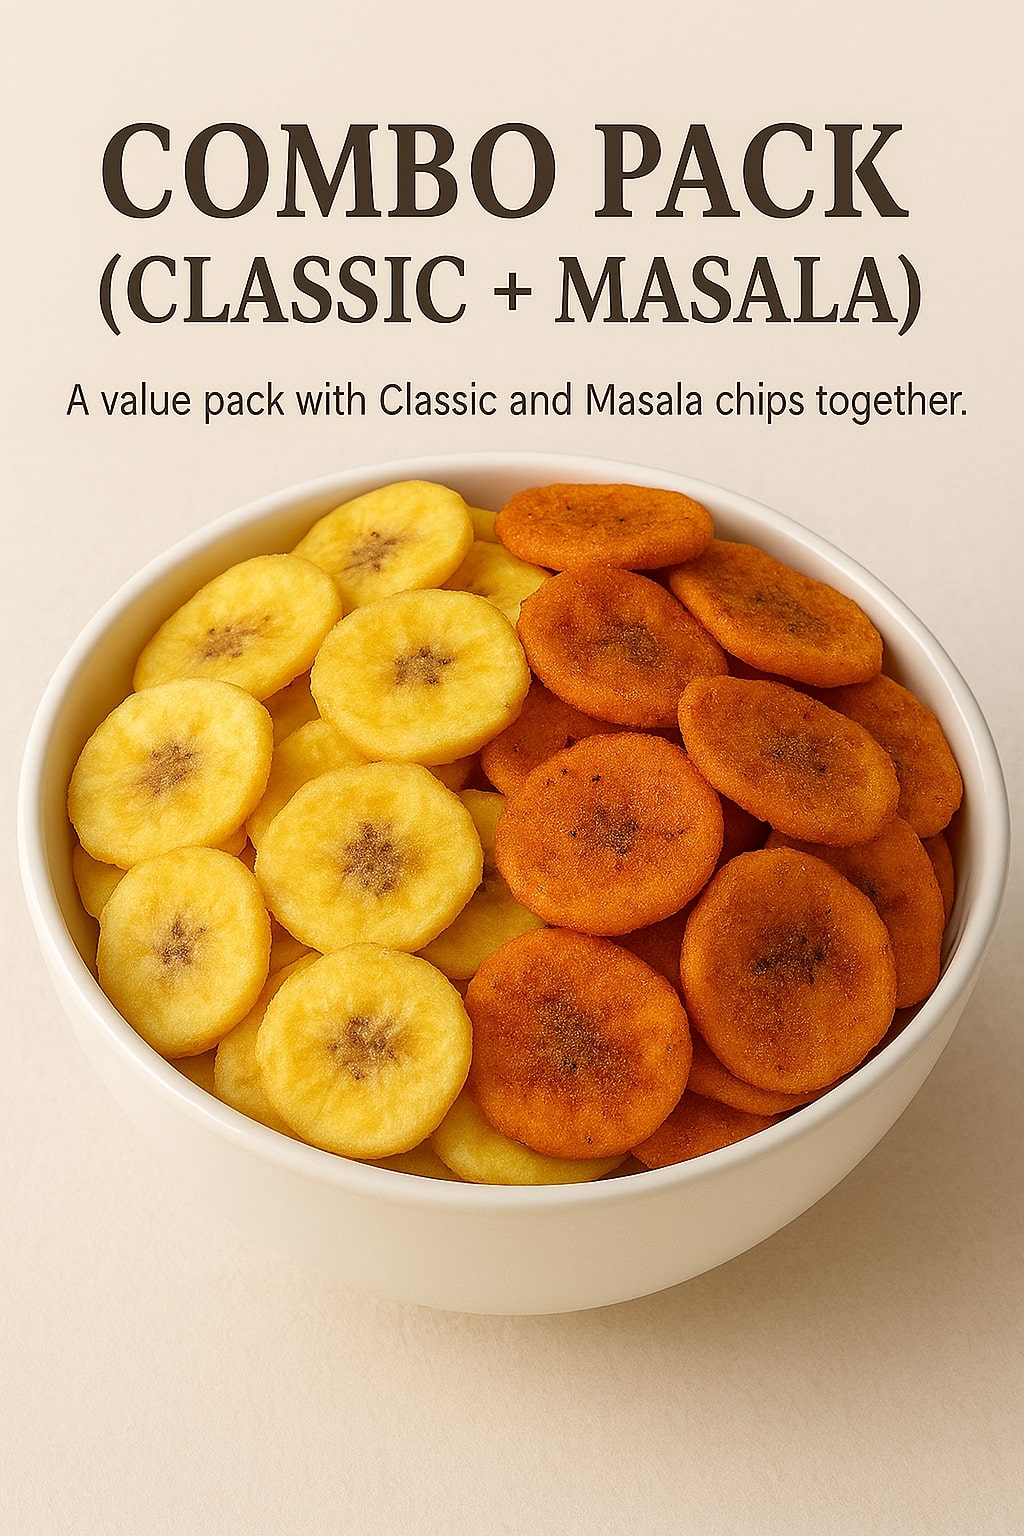 COMBO PACK
(CLASSIC + MASALA)
A value pack with Classic and Masala chips together.